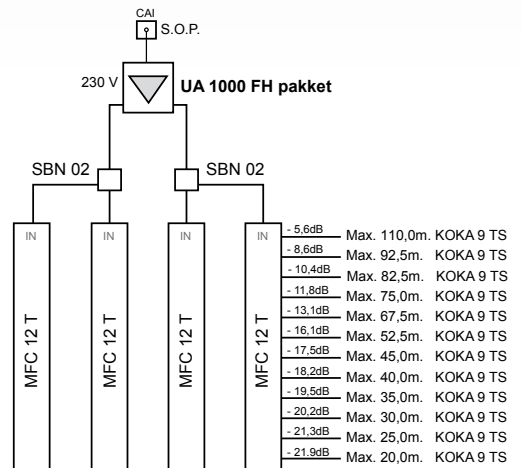 CAI
S.O.P.
230 V
UA 1000 FH pakket
SBN 02
SBN 02
IN
IN
IN
IN
MFC 12 T
MFC 12 T
MFC 12 T
MFC 12 T
- 5,6dB Max. 110,0m. KOKA 9 TS
- 8,6dB Max. 92,5m. KOKA 9 TS
- 10,4dB Max. 82,5m. KOKA 9 TS
- 11,8dB Max. 75,0m. KOKA 9 TS
- 13,1dB Max. 67,5m. KOKA 9 TS
- 16,1dB Max. 52,5m. KOKA 9 TS
- 17,5dB Max. 45,0m. KOKA 9 TS
- 18,2dB Max. 40,0m. KOKA 9 TS
- 19,5dB Max. 35,0m. KOKA 9 TS
- 20,2dB Max. 30,0m. KOKA 9 TS
- 21,3dB Max. 25,0m. KOKA 9 TS
- 21.9dB Max. 20,0m. KOKA 9 TS